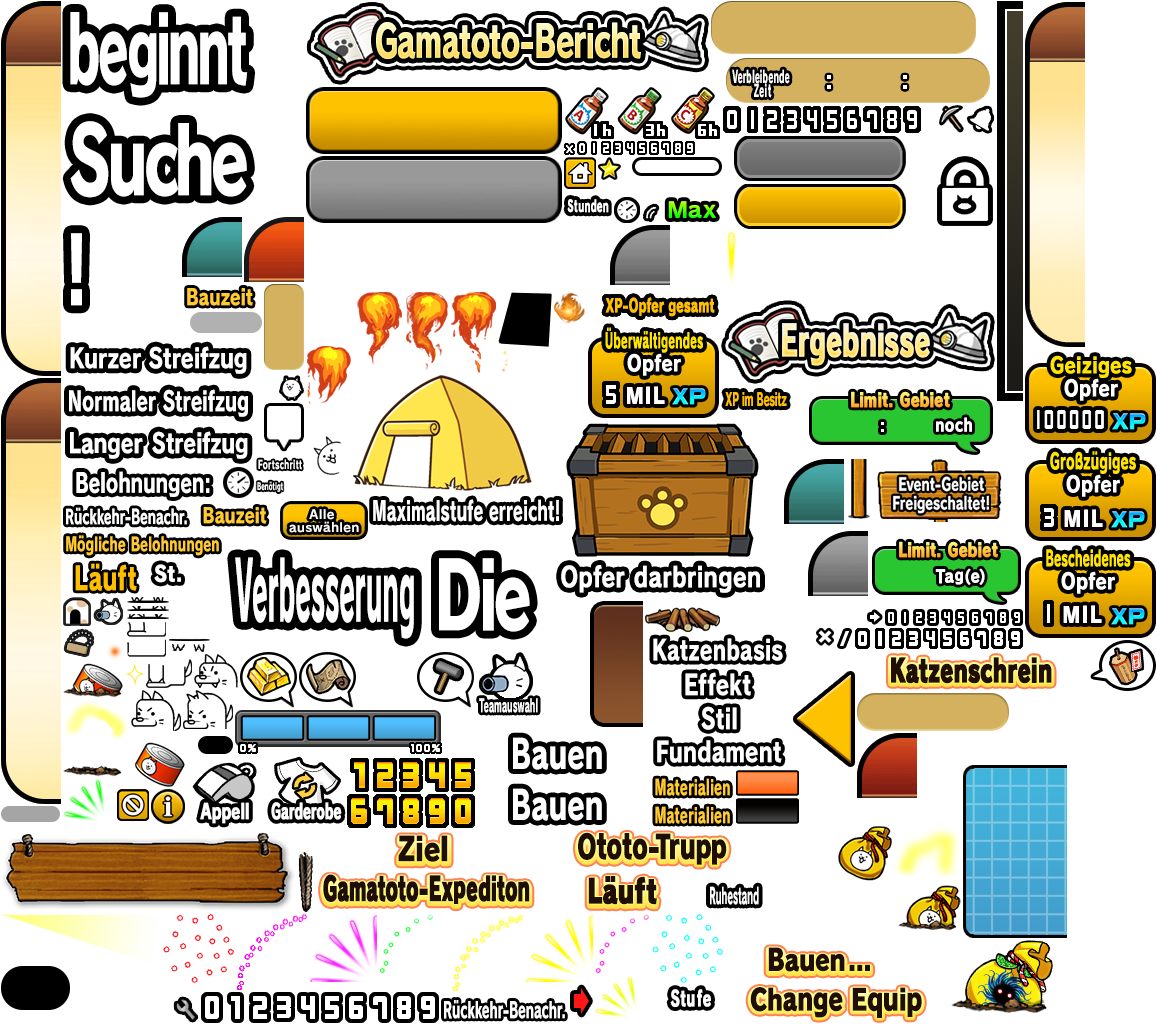 beginnt
Gamatoto-Bericht
Verbleibende
Zeit
: :
A
B
C
1h
3h
6h
0123456789
x0123456789
Suche
Stunden
Max
!
Bauzeit
XP-Opfer gesamt
Überwältigendes
Opfer
5 MIL XP
Ergebnisse
Kurzer Streifzug
Normaler Streifzug
Langer Streifzug
XP im Besitz
Limit. Gebiet
: noch
Geiziges
Opfer
100000 XP
Fortschritt
Benötigt
Belohnungen:
Rückkehr-Benachr.
Bauzeit
Alle
auswählen
Maximalstufe erreicht!
Event-Gebiet
Freigeschaltet!
Großzügiges
Opfer
3 MIL XP
Mögliche Belohnungen
Läuft
St.
Verbesserung
Die
Opfer darbringen
Limit. Gebiet
Tag(e)
Bescheidenes
Opfer
1 MIL XP
→0123456789
×/0123456789
Katzenbasis
Effekt
Stil
Fundament
Katzenschrein
Teamauswahl
0%
100%
Bauen
Bauen
Materialien
Materialien
Appell
Garderobe
12345
67890
Ziel
Ototo-Trupp
Gamatoto-Expediton
Läuft
Ruhestand
Bauen...
Change Equip
0123456789
Rückkehr-Benachr.
Stufe